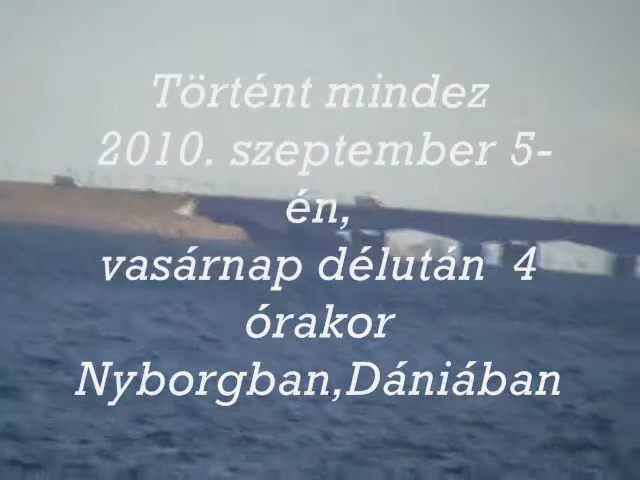 Történt mindez
2010. szeptember 5-
én,
vasárnap délután 4
órakor
Nyborgban,Dániában